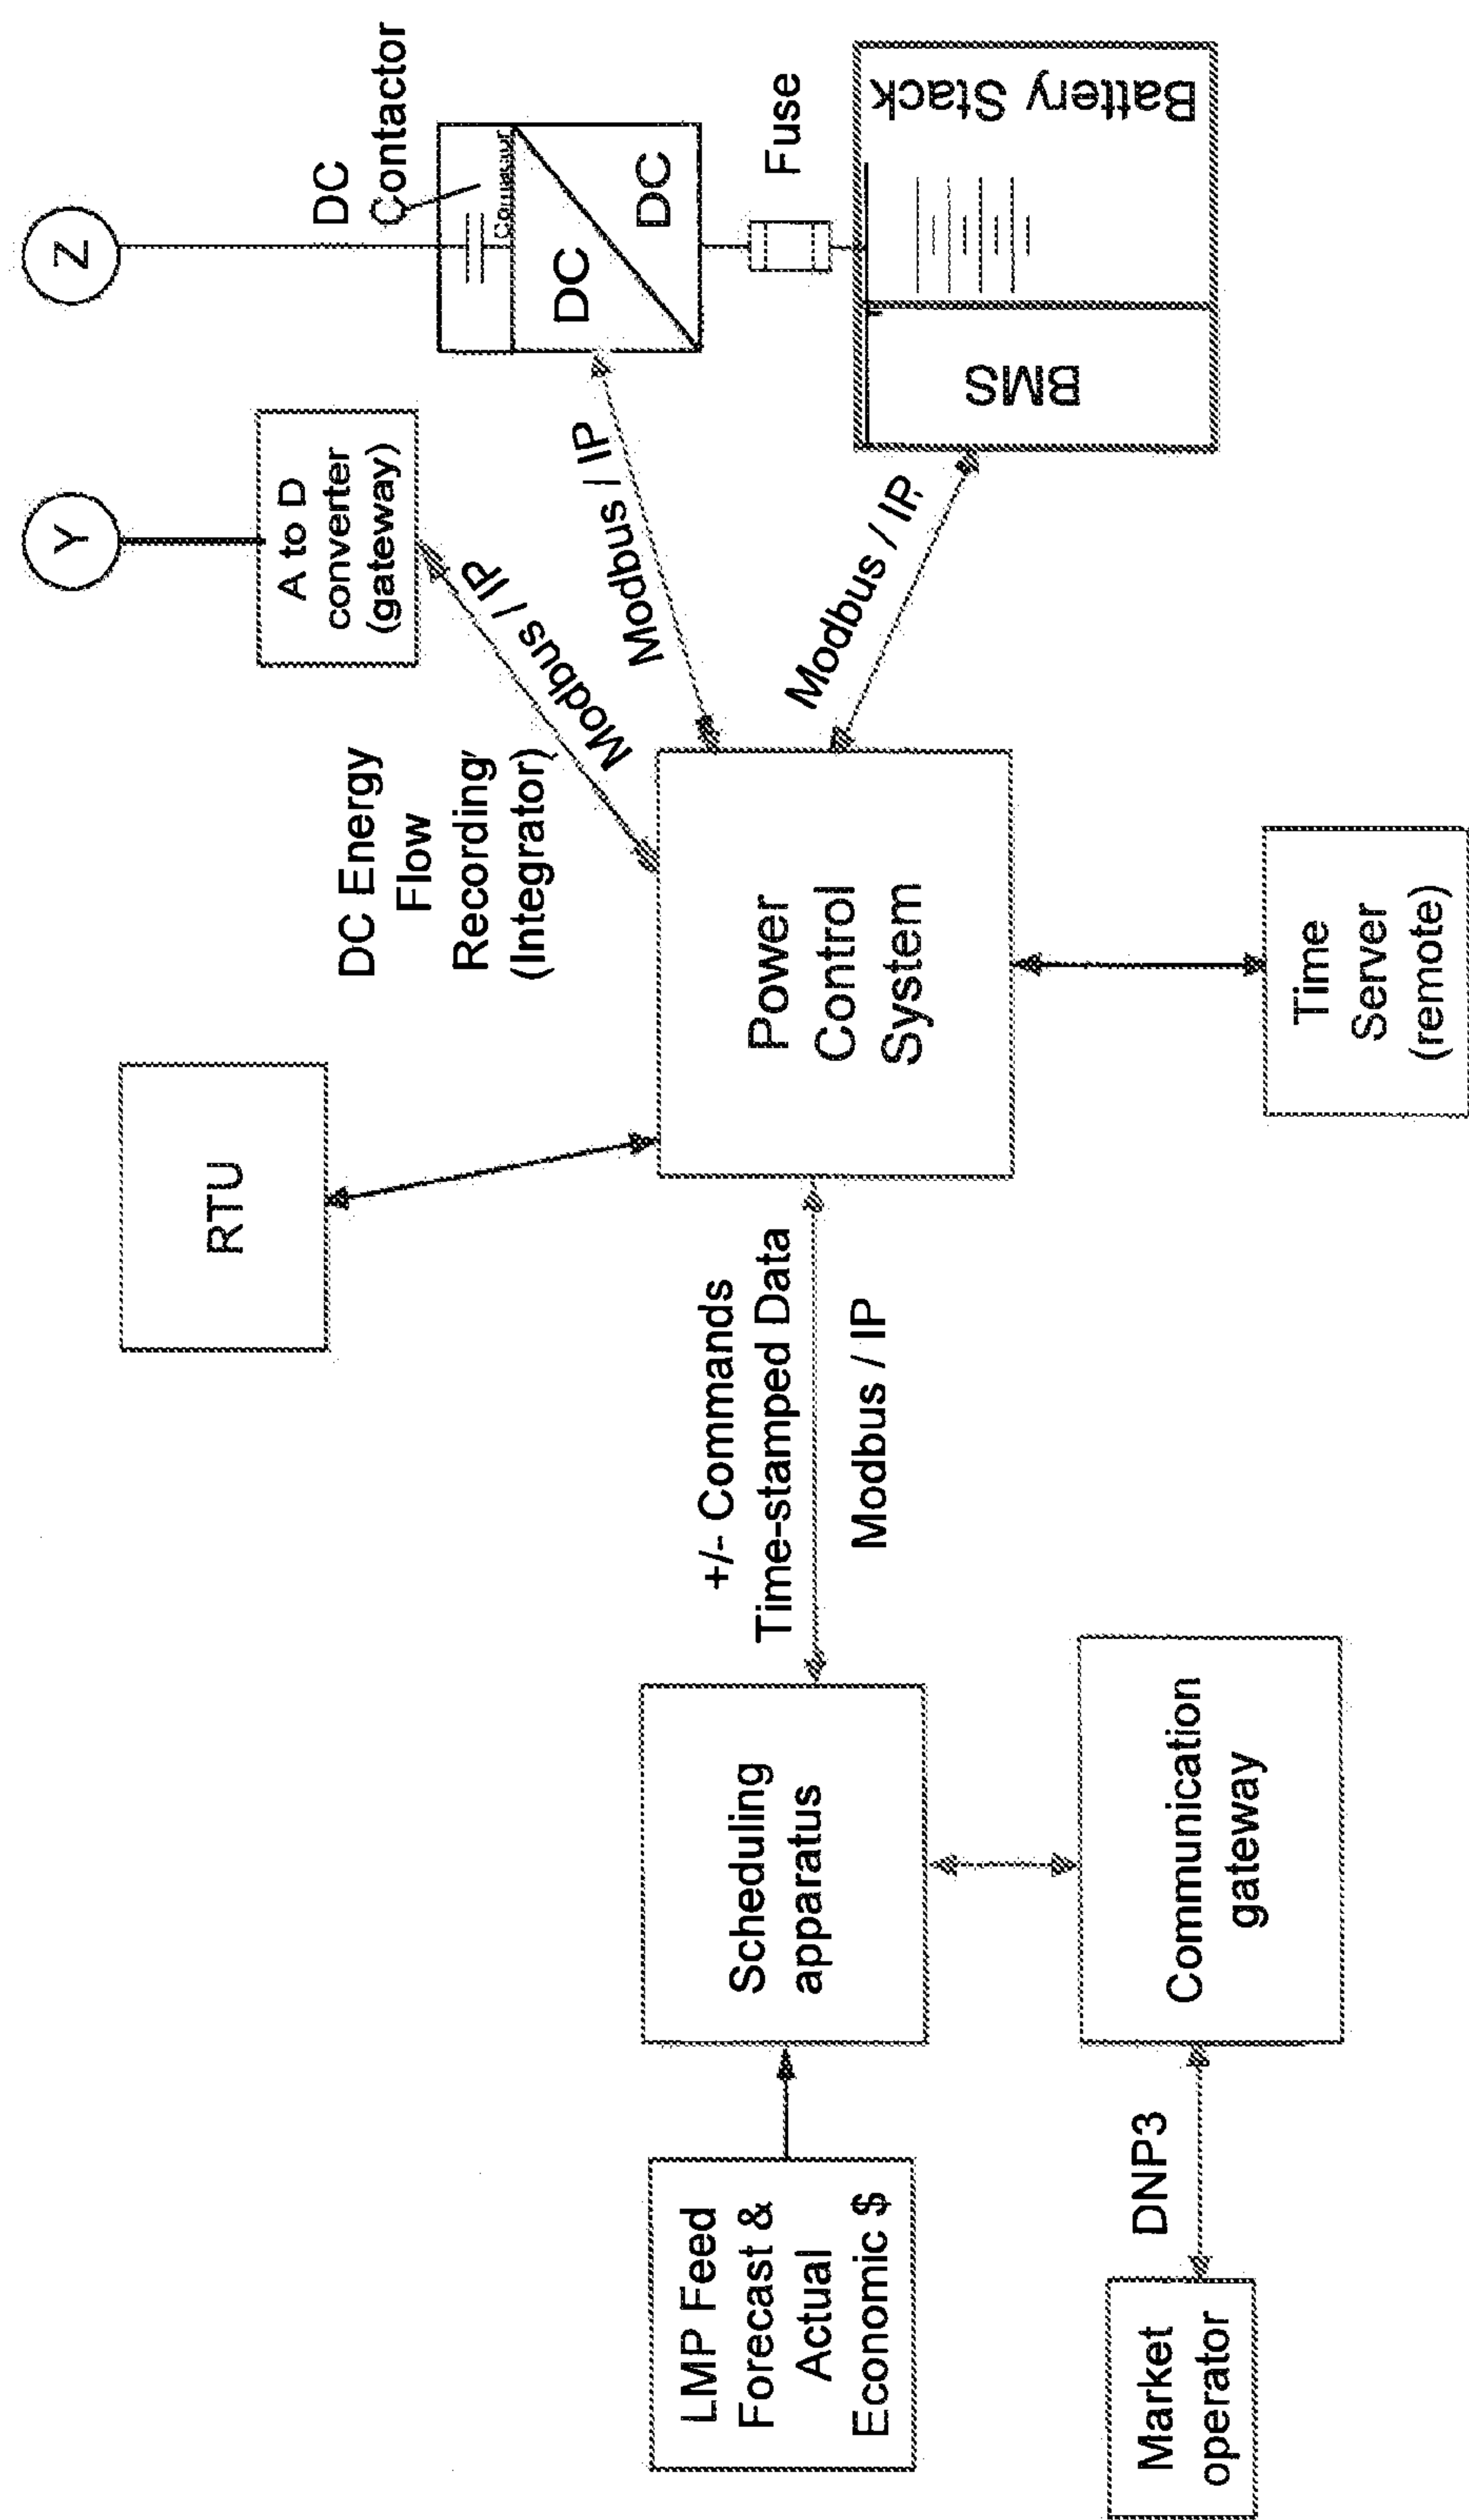 Y
Z
RTU
A to D
converter
(gateway)
DC
Contactor
Contactor
DC
DC
Fuse
Battery Stack
BMS
DC Energy
Flow
Recording
(Integrator)
Modbus / IP
Modbus / IP
Modbus / IP
+/- Commands
Time-stamped Data
Modbus / IP
Power
Control
System
Time
Server
(remote)
LMP Feed
Forecast &
Actual
Economic $
Scheduling
apparatus
Communication
gateway
DNP3
Market
operator